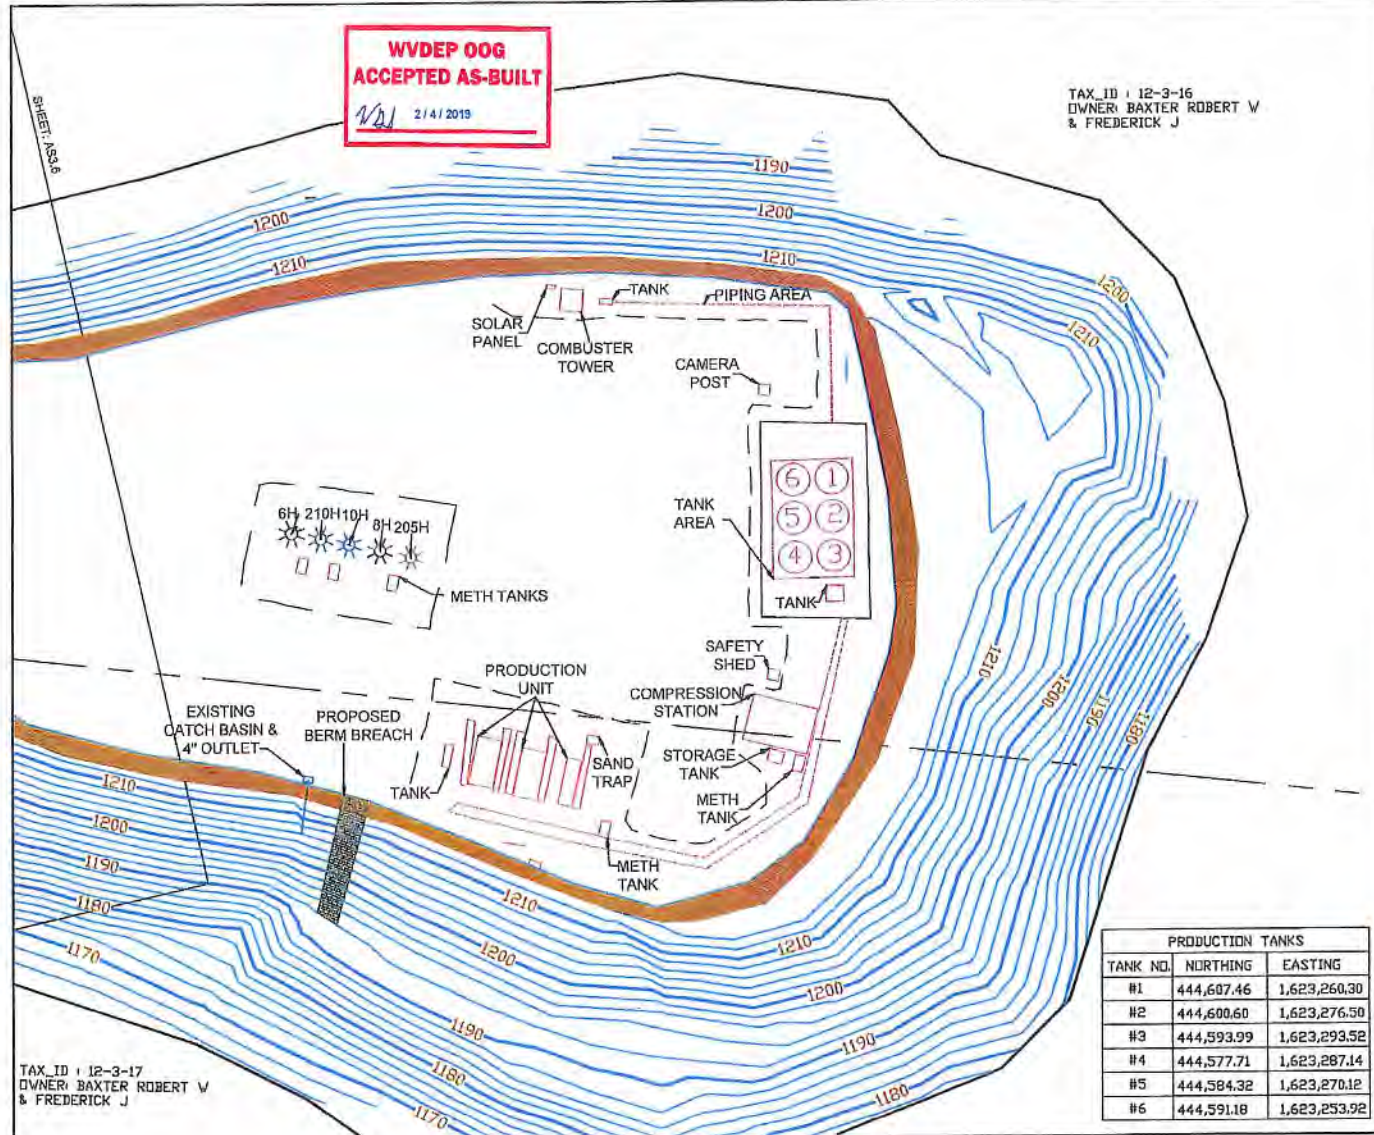 WVDEP OOG
ACCEPTED AS-BUILT
2/4/2019
TAX_ID : 12-3-16
OWNER: BAXTER ROBERT W
& FREDERICK J
SHEET: AS3.6
1190
1200
1200
1210
1210
1200
1210
TANK
PIPING AREA
SOLAR
PANEL
COMBUSTER
TOWER
CAMERA
POST
6 1
5 2
4 3
TANK
AREA
TANK
6H 210H 10H 8H 205H
METH TANKS
SAFETY
SHED
PRODUCTION
UNIT
COMPRESSION
STATION
EXISTING
CATCH BASIN &
4" OUTLET
PROPOSED
BERM BREACH
STORAGE
TANK
SAND
TRAP
TANK
METH
TANK
METH
TANK
1210
1200
1190
1180
1210
1200
1190
1180
1170
1210
1200
1190
1180
1170
1210
1200
1190
1180
PRODUCTION TANKS
TANK NO. NORTHING EASTING
#1 444,607.46 1,623,260.30
#2 444,600.60 1,623,276.50
#3 444,593.99 1,623,293.52
#4 444,577.71 1,623,287.14
#5 444,584.32 1,623,270.12
#6 444,591.18 1,623,253.92
TAX_ID : 12-3-17
OWNER: BAXTER ROBERT W
& FREDERICK J